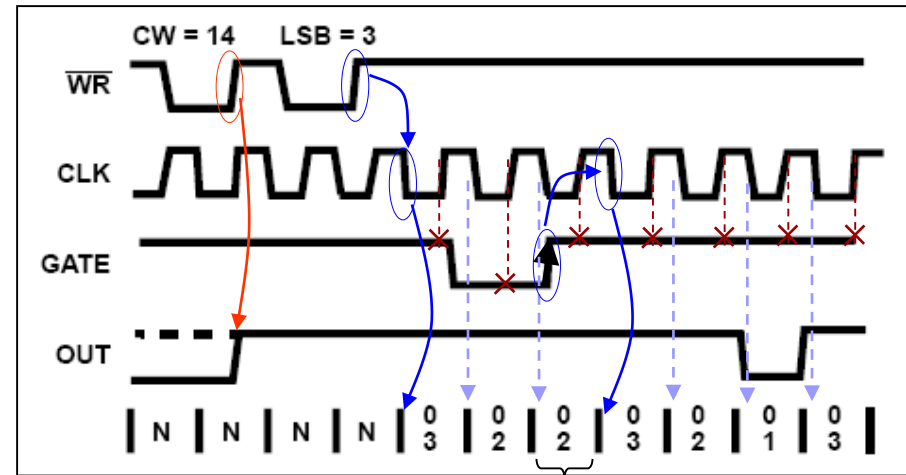 CW = 14 LSB = 3
WR
CLK
GATE
OUT
N N N N 0 0 0 0 0 0 0
3 2 2 3 2 1 3